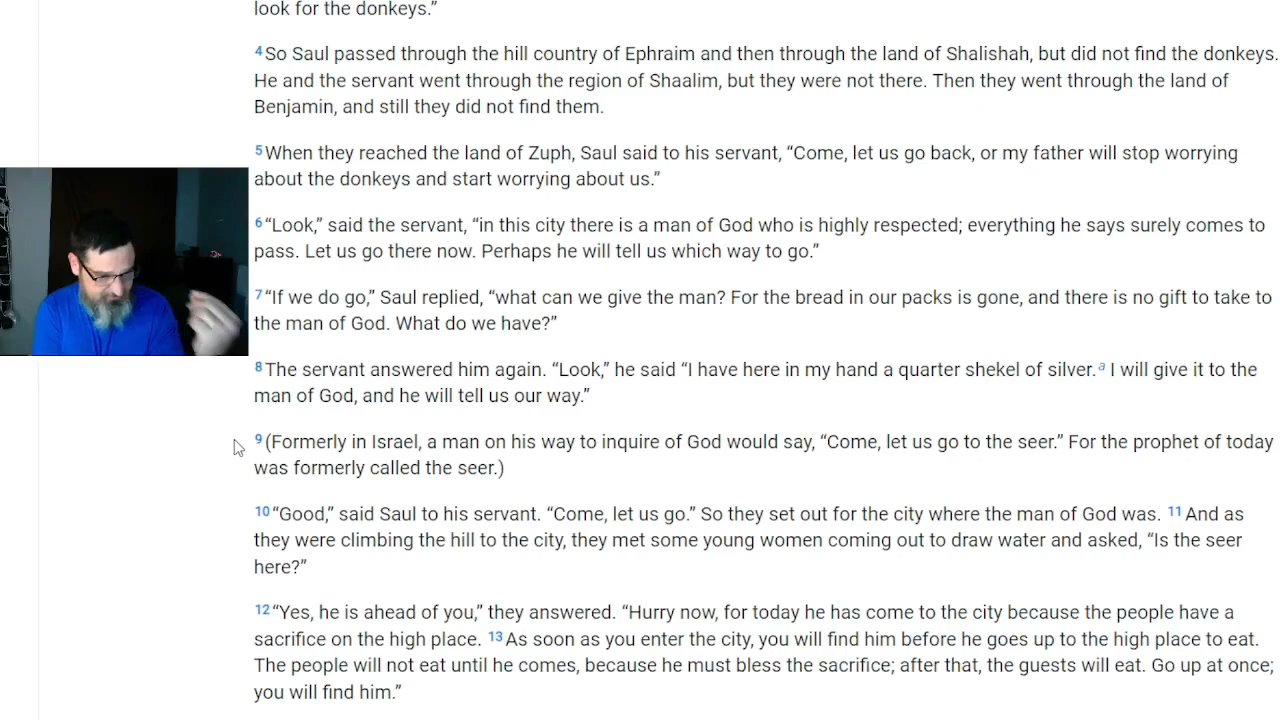 look for the donkeys.”
4 So Saul passed through the hill country of Ephraim and then through the land of Shalishah, but did not find the donkeys.
He and the servant went through the region of Shaalim, but they were not there. Then they went through the land of
Benjamin, and still they did not find them.
5 When they reached the land of Zuph, Saul said to his servant, “Come, let us go back, or my father will stop worrying
about the donkeys and start worrying about us.”
6 “Look,” said the servant, “in this city there is a man of God who is highly respected; everything he says surely comes to
pass. Let us go there now. Perhaps he will tell us which way to go.”
7 “If we do go,” Saul replied, “what can we give the man? For the bread in our packs is gone, and there is no gift to take to
the man of God. What do we have?”
8 The servant answered him again. “Look,” he said “I have here in my hand a quarter shekel of silver. a I will give it to the
man of God, and he will tell us our way.”
9 (Formerly in Israel, a man on his way to inquire of God would say, “Come, let us go to the seer.” For the prophet of today
was formerly called the seer.)
10 “Good,” said Saul to his servant. “Come, let us go.” So they set out for the city where the man of God was. 11 And as
they were climbing the hill to the city, they met some young women coming out to draw water and asked, “Is the seer
here?”
12 “Yes, he is ahead of you,” they answered. “Hurry now, for today he has come to the city because the people have a
sacrifice on the high place. 13 As soon as you enter the city, you will find him before he goes up to the high place to eat.
The people will not eat until he comes, because he must bless the sacrifice; after that, the guests will eat. Go up at once;
you will find him.”